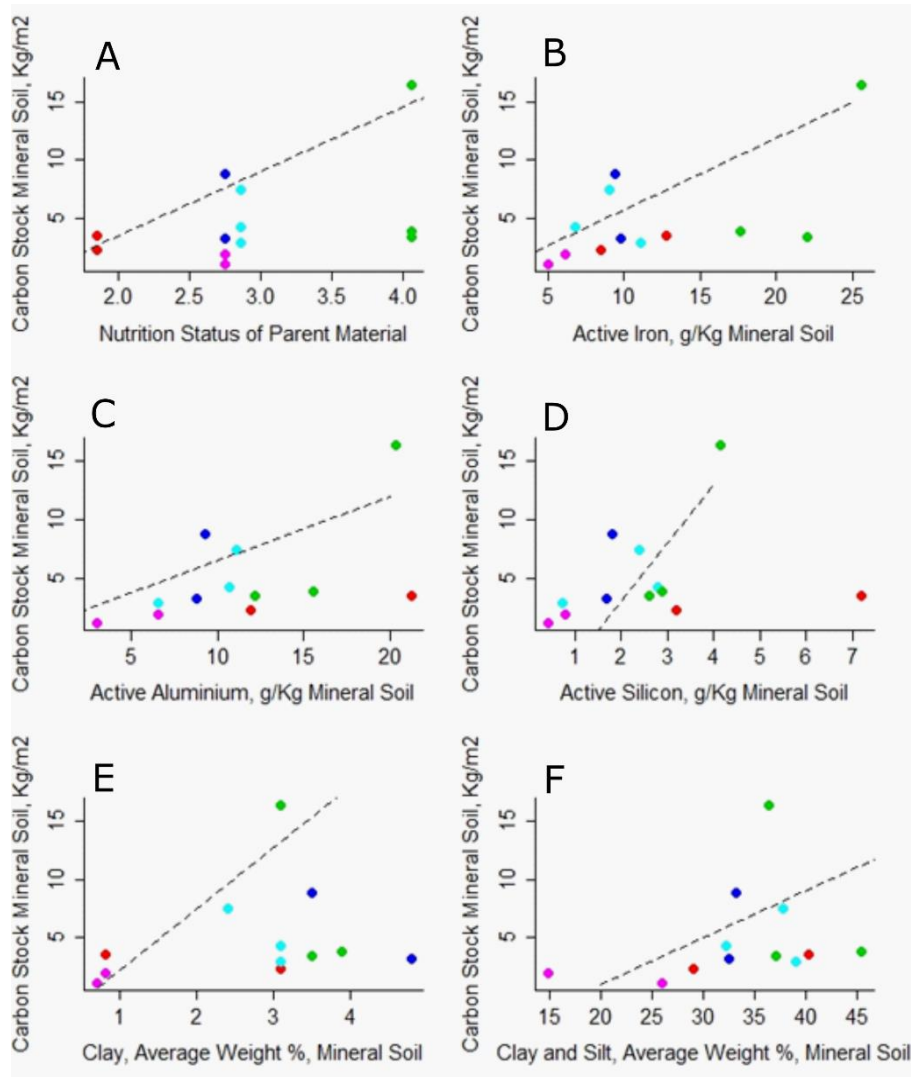 A
Carbon Stock Mineral Soil, Kg/m2
15
10
5
2.0 2.5 3.0 3.5 4.0
Nutrition Status of Parent Material
B
Carbon Stock Mineral Soil, Kg/m2
15
10
5
5 10 15 20 25
Active Iron, g/Kg Mineral Soil
C
Carbon Stock Mineral Soil, Kg/m2
15
10
5
5 10 15 20
Active Aluminium, g/Kg Mineral Soil
D
Carbon Stock Mineral Soil, Kg/m2
15
10
5
1 2 3 4 5 6 7
Active Silicon, g/Kg Mineral Soil
E
Carbon Stock Mineral Soil, Kg/m2
15
10
5
1 2 3 4
Clay, Average Weight %, Mineral Soil
F
Carbon Stock Mineral Soil, Kg/m2
15
10
5
15 20 25 30 35 40 45
Clay and Silt, Average Weight %, Mineral Soil